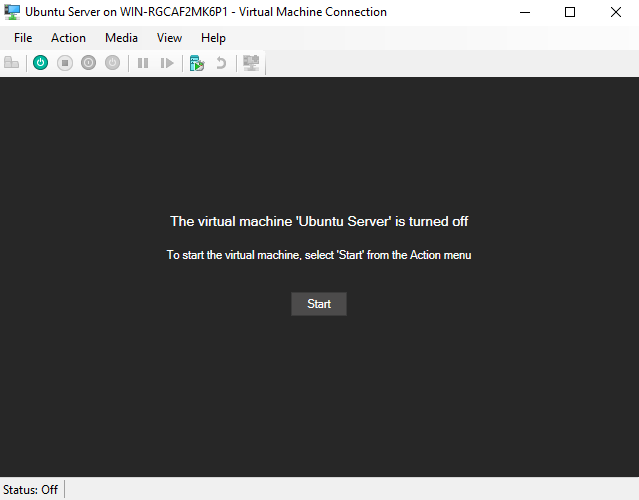 Ubuntu Server on WIN-RGCAF2MK6P1 - Virtual Machine Connection
File Action Media View Help
The virtual machine 'Ubuntu Server' is turned off
To start the virtual machine, select 'Start' from the Action menu
Start
Status: Off